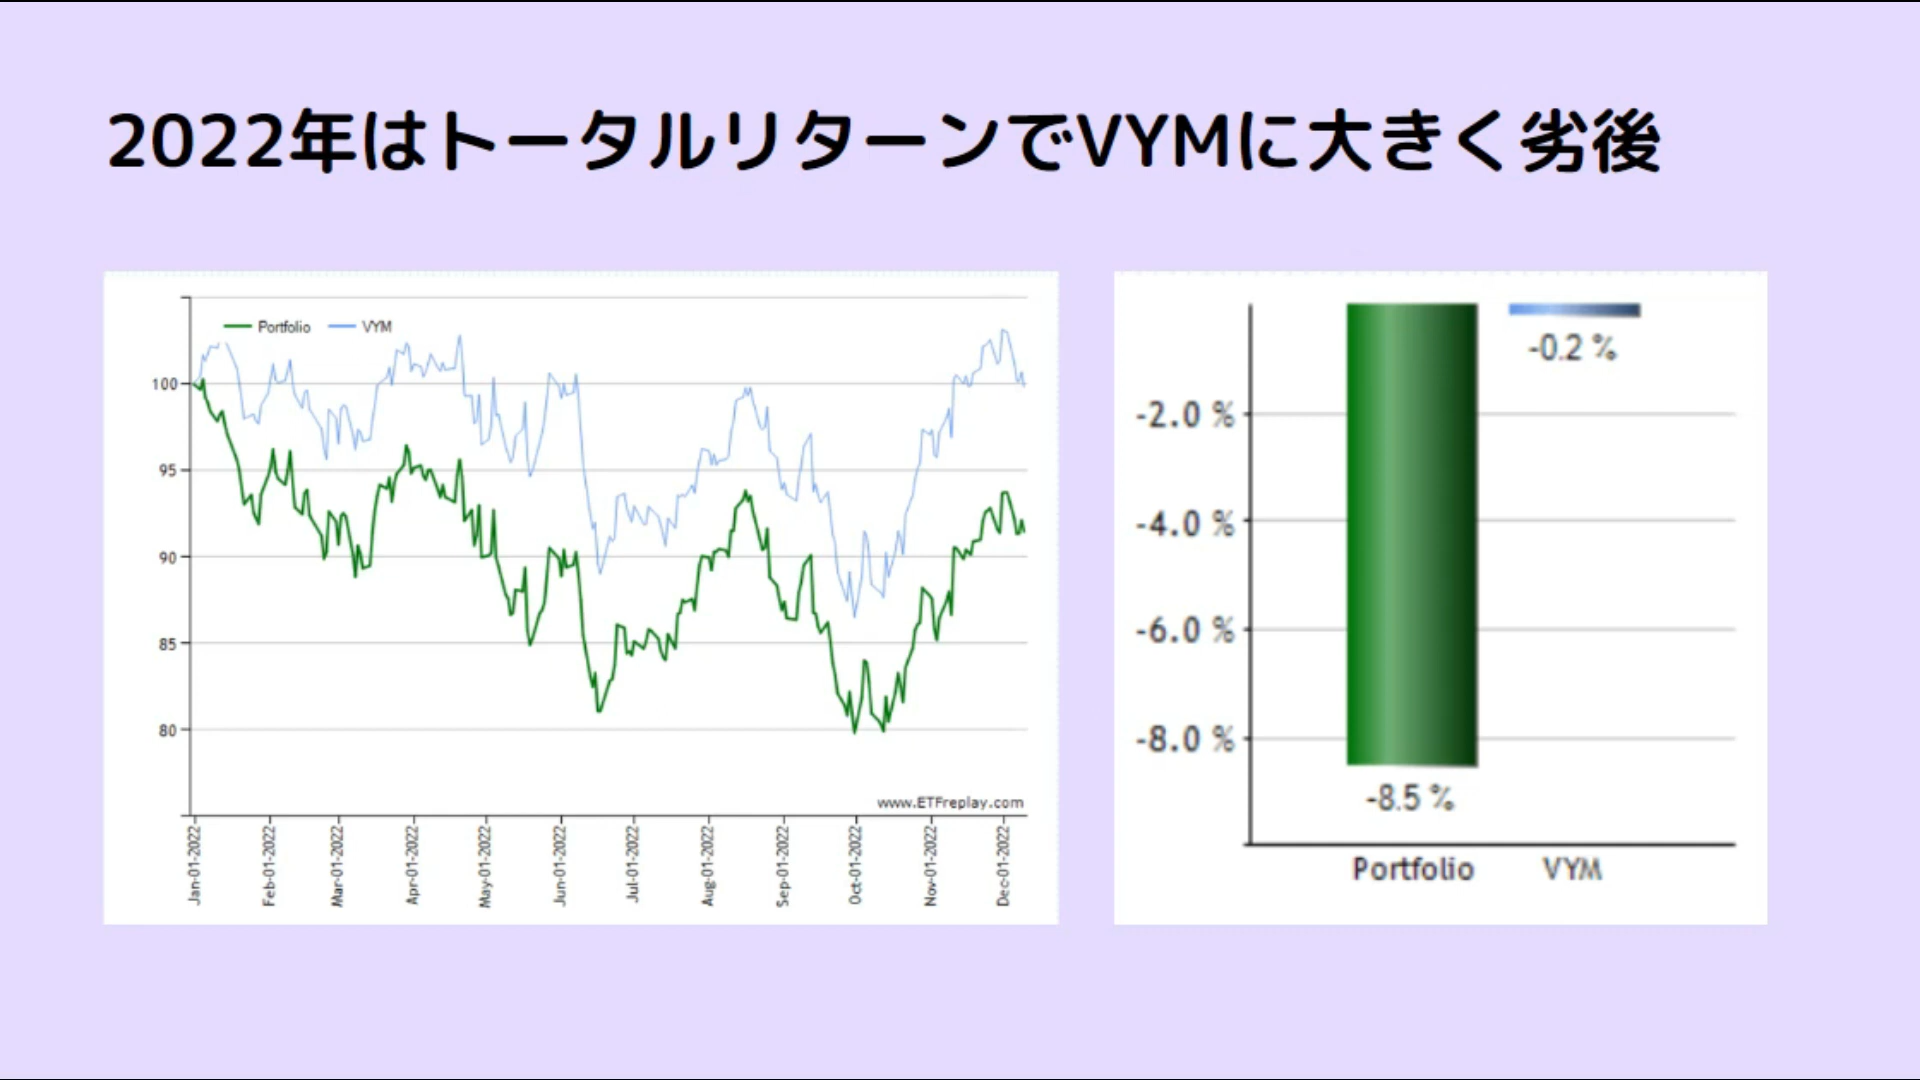 2022年はトータルリターンでVYMに大きく劣後
Portfolio VYM
100
95
90
85
80
www.ETFreplay.com
Jan-01-2022
Feb-01-2022
Mar-01-2022
Apr-01-2022
May-01-2022
Jun-01-2022
Jul-01-2022
Aug-01-2022
Sep-01-2022
Oct-01-2022
Nov-01-2022
Dec-01-2022
-0.2 %
-2.0 %
-4.0 %
-6.0 %
-8.0 %
-8.5 %
Portfolio VYM